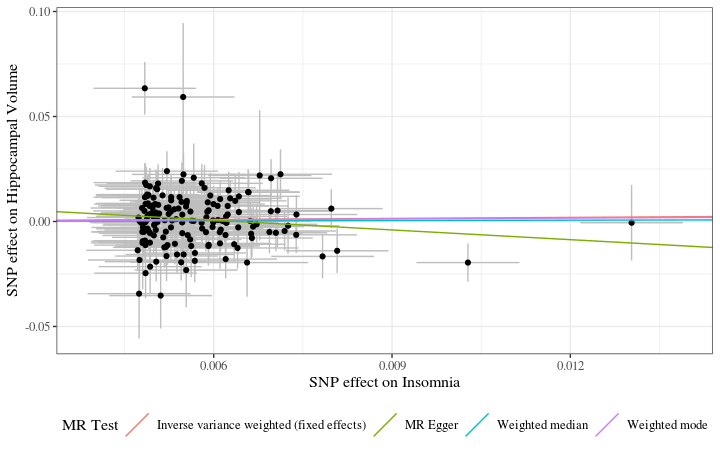 0.10
0.05
0.00
-0.05
SNP effect on Hippocampal Volume
0.006 0.009 0.012
SNP effect on Insomnia
MR Test Inverse variance weighted (fixed effects) MR Egger Weighted median Weighted mode